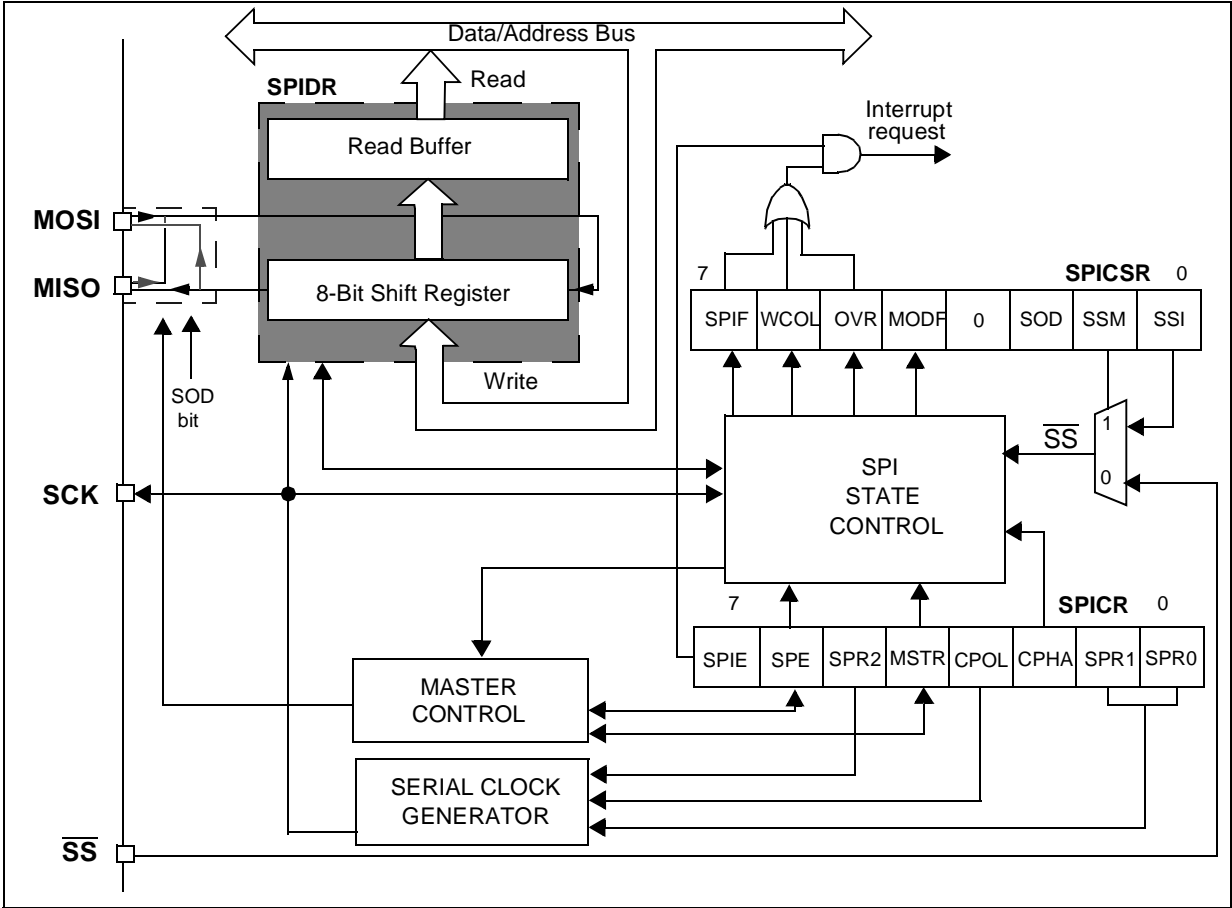 Data/Address Bus
SPIDR
Read
Read Buffer
Interrupt
request
MOSI
MISO
8-Bit Shift Register
7 SPICSR 0
SPIF WCOL OVR MODF 0 SOD SSM SSI
Write
SOD
bit
1
SS
0
SPI
STATE
CONTROL
SCK
7 SPICR 0
SPIE SPE SPR2 MSTR CPOL CPHA SPR1 SPR0
MASTER
CONTROL
SERIAL CLOCK
GENERATOR
SS